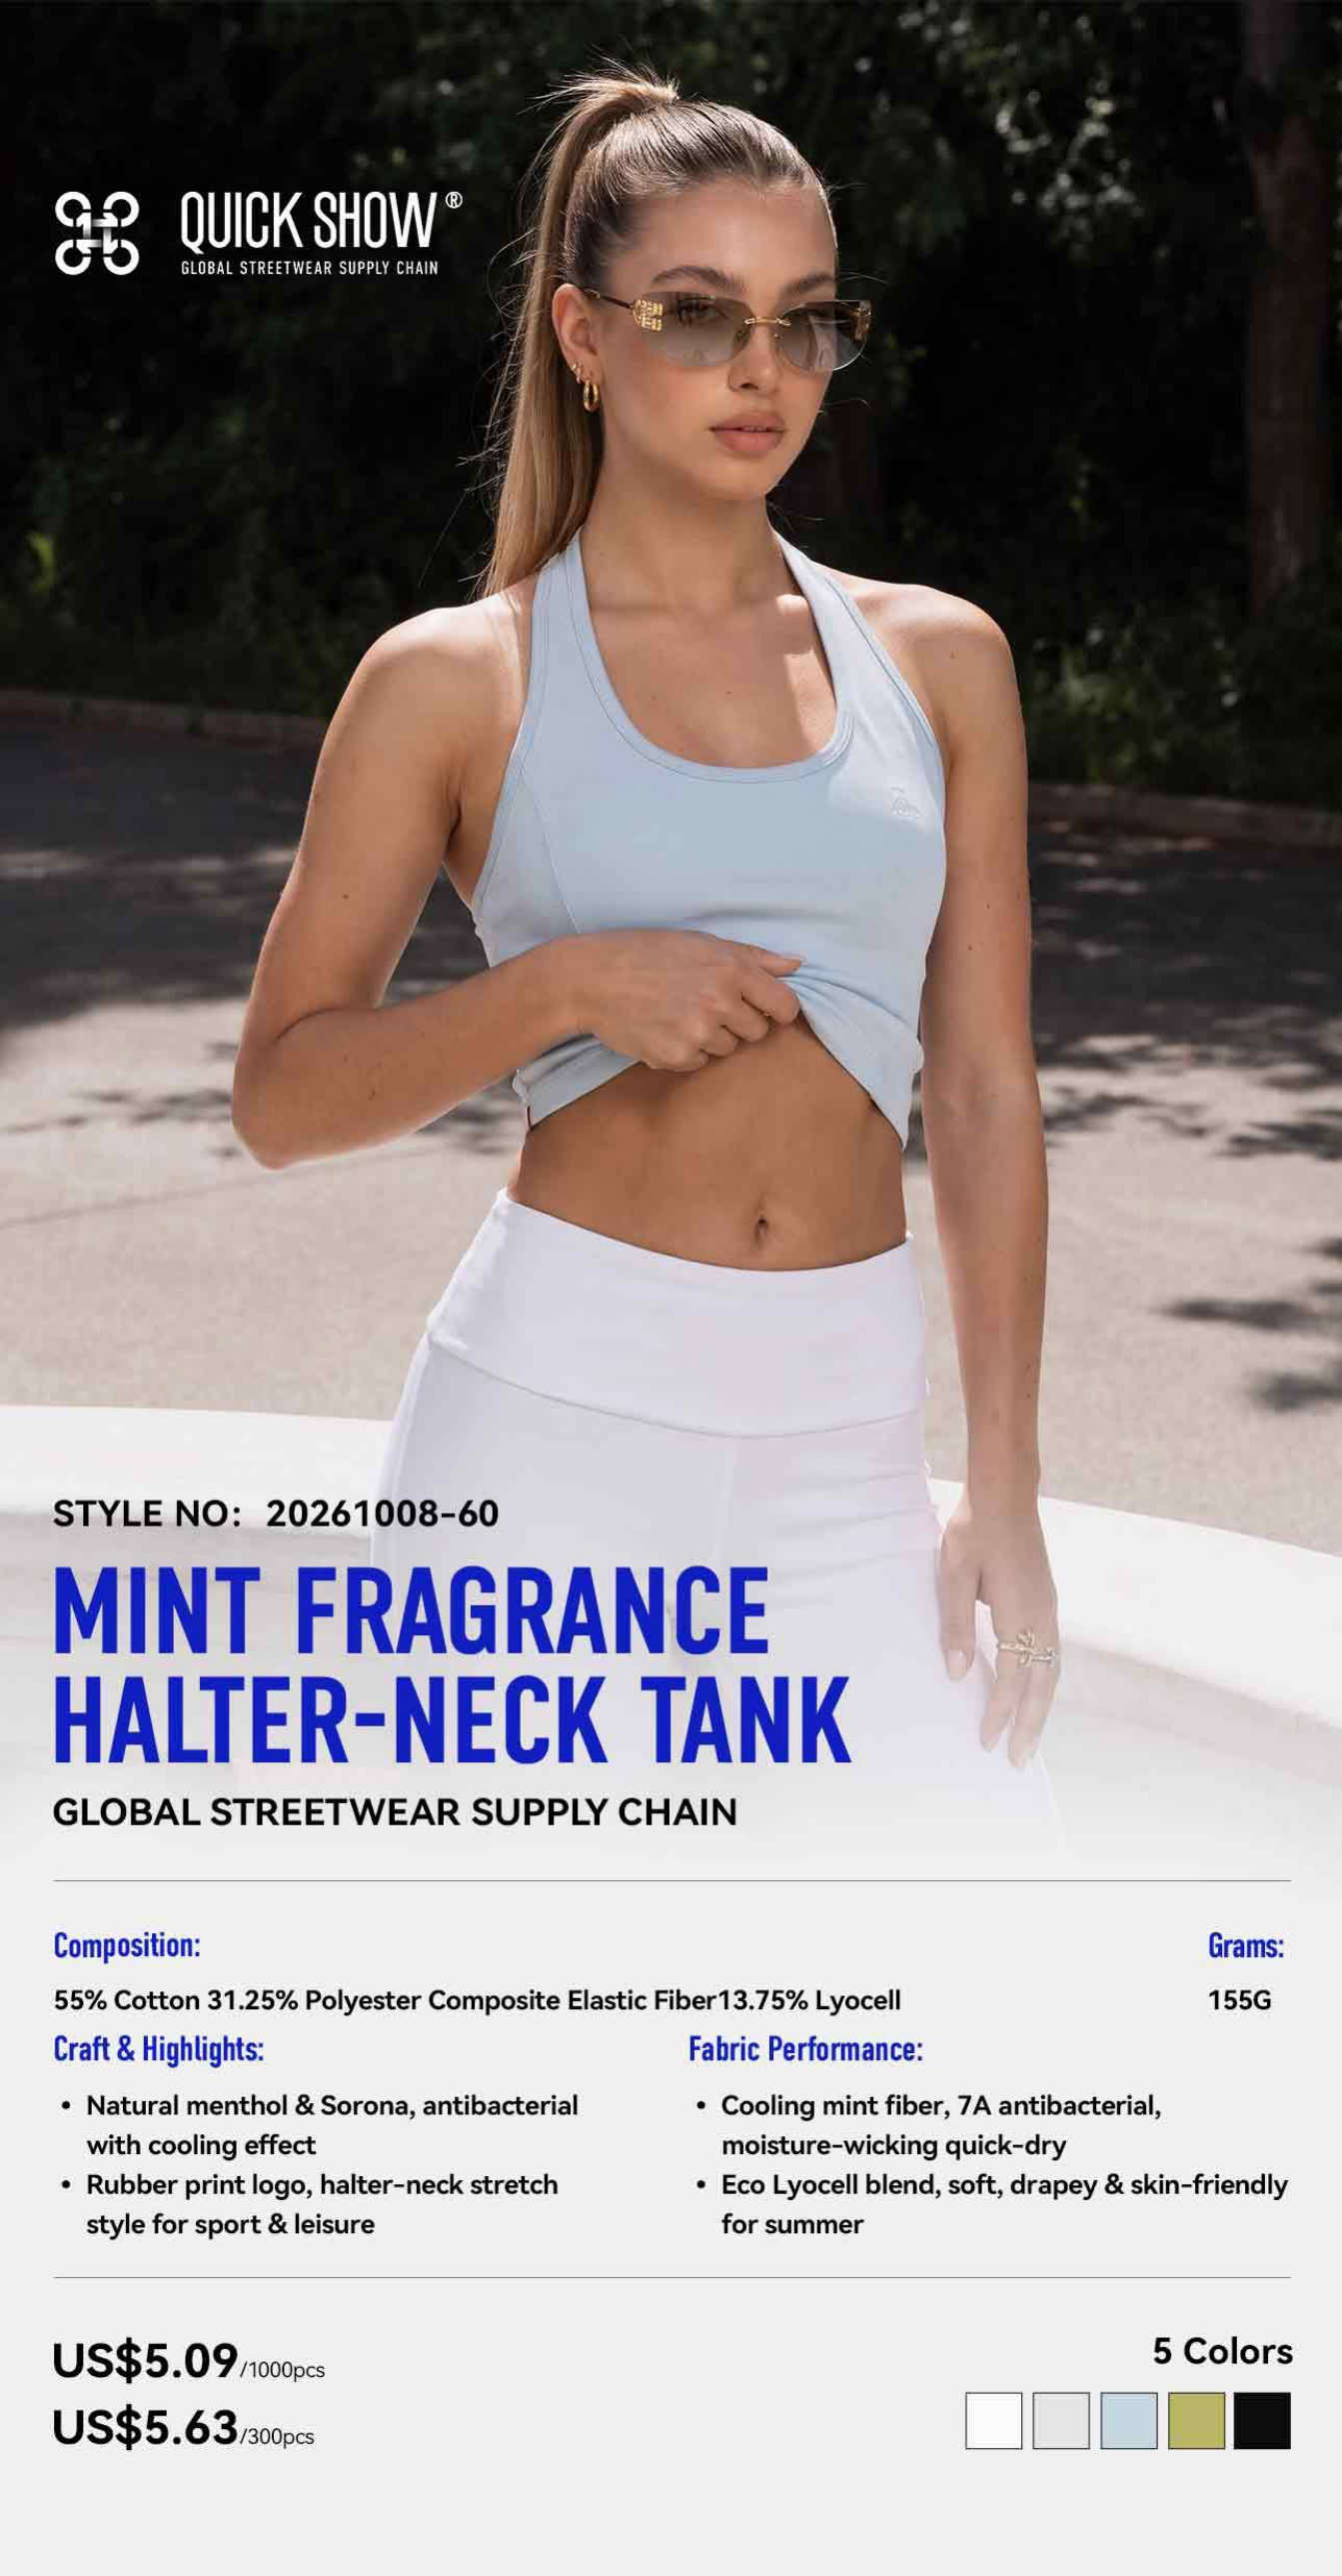 QUICK SHOW®
GLOBAL STREETWEAR SUPPLY CHAIN
STYLE NO: 20261008-60
MINT FRAGRANCE
HALTER-NECK TANK
GLOBAL STREETWEAR SUPPLY CHAIN
Composition:
55% Cotton 31.25% Polyester Composite Elastic Fiber13.75% Lyocell
Grams:
155G
Craft & Highlights:
• Natural menthol & Sorona, antibacterial
with cooling effect
• Rubber print logo, halter-neck stretch
style for sport & leisure
Fabric Performance:
• Cooling mint fiber, 7A antibacterial,
moisture-wicking quick-dry
• Eco Lyocell blend, soft, drapey & skin-friendly
for summer
US$5.09/1000pcs
US$5.63/300pcs
5 Colors